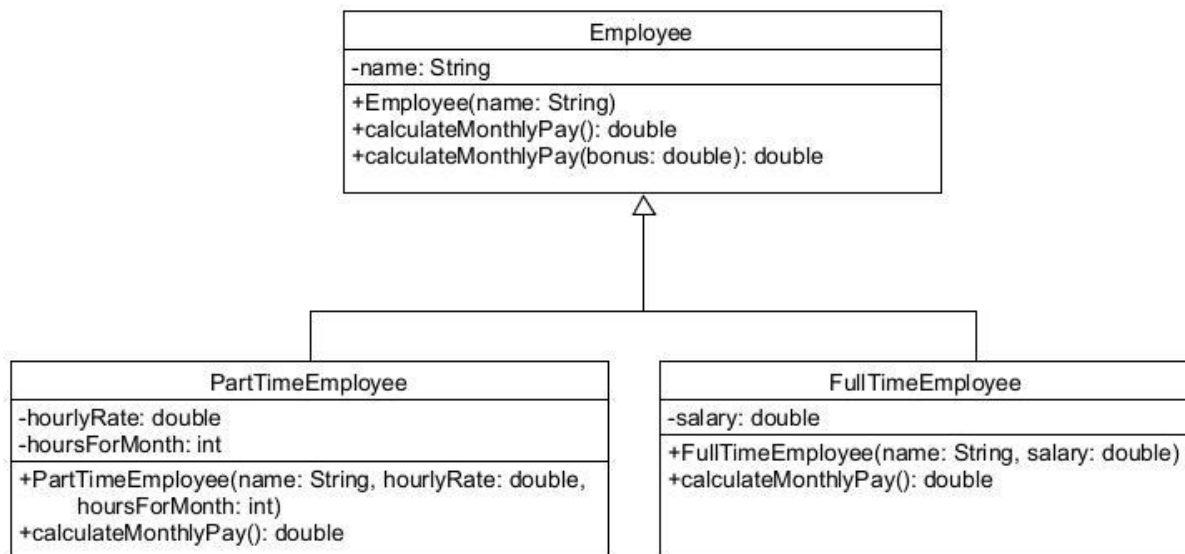 Employee
-name: String
+Employee(name: String)
+calculateMonthlyPay(): double
+calculateMonthlyPay(bonus: double): double
PartTimeEmployee
-hourlyRate: double
-hoursForMonth: int
+PartTimeEmployee(name: String, hourlyRate: double,
hoursForMonth: int)
+calculateMonthlyPay(): double
FullTimeEmployee
-salary: double
+FullTimeEmployee(name: String, salary: double)
+calculateMonthlyPay(): double